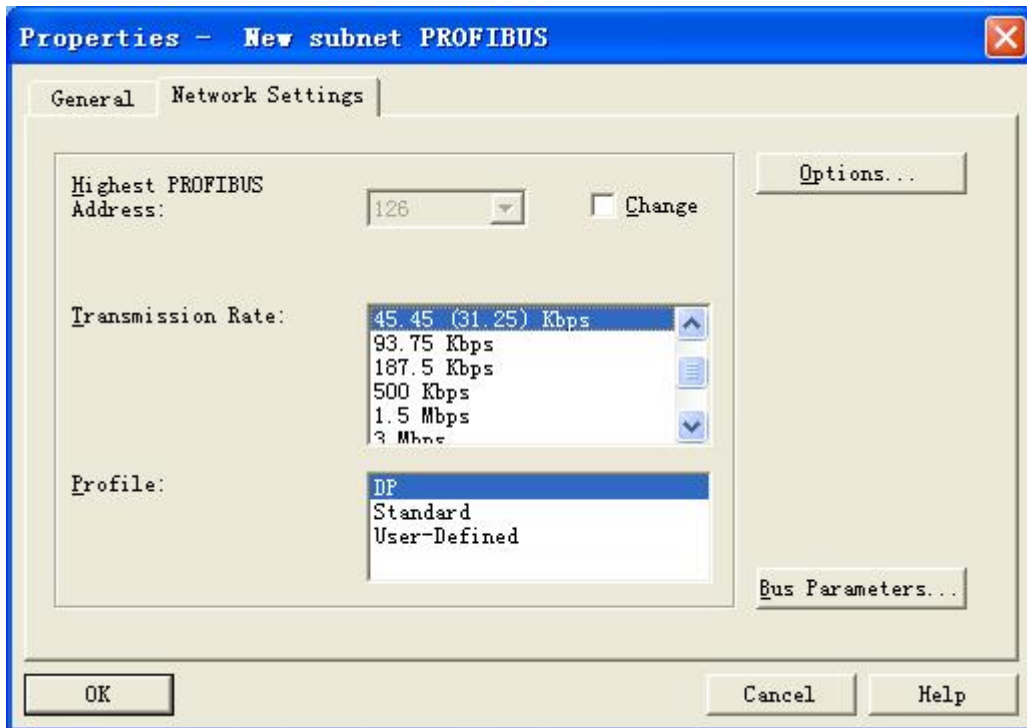 Properties - New subnet PROFIBUS
General
Network Settings
Highest PROFIBUS
Address:
126
Change
Options...
Transmission Rate:
45.45 (31.25) Kbps
93.75 Kbps
187.5 Kbps
500 Kbps
1.5 Mbps
3 Mbps
Profile:
DP
Standard
User-Defined
Bus Parameters...
OK
Cancel
Help